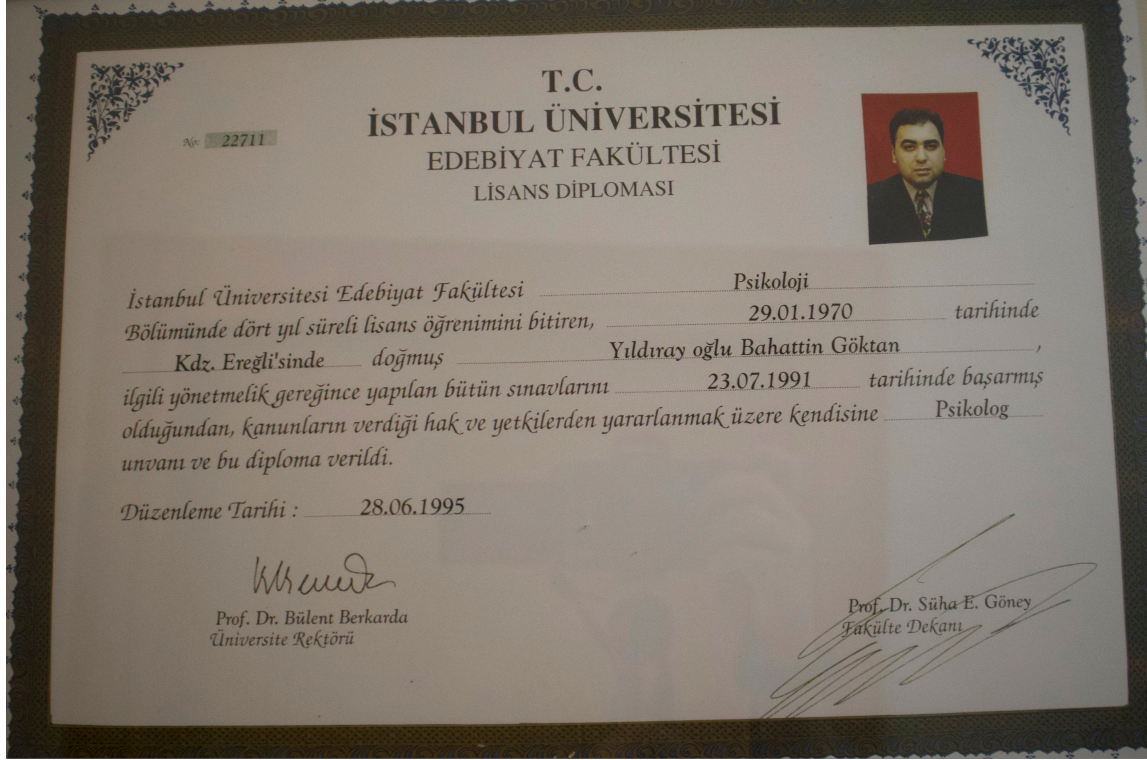 T.C.
İSTANBUL ÜNİVERSİTESİ
EDEBİYAT FAKÜLTESİ
LİSANS DİPLOMASI
No: 22711
İstanbul Üniversitesi Edebiyat Fakültesi Psikoloji
Bölümünde dört yıl süreli lisans öğrenimini bitiren, 29.01.1970 tarihinde
Kdz. Ereğli'sinde doğmuş Yıldıray oğlu Bahattin Göktan ,
ilgili yönetmelik gereğince yapılan bütün sınavlarını 23.07.1991 tarihinde başarmış
olduğundan, kanunların verdiği hak ve yetkilerden yararlanmak üzere kendisine Psikolog
unvanı ve bu diploma verildi.
Düzenleme Tarihi : 28.06.1995
Prof. Dr. Bülent Berkarda
Üniversite Rektörü
Prof. Dr. Süha E. Göney
Fakülte Dekanı